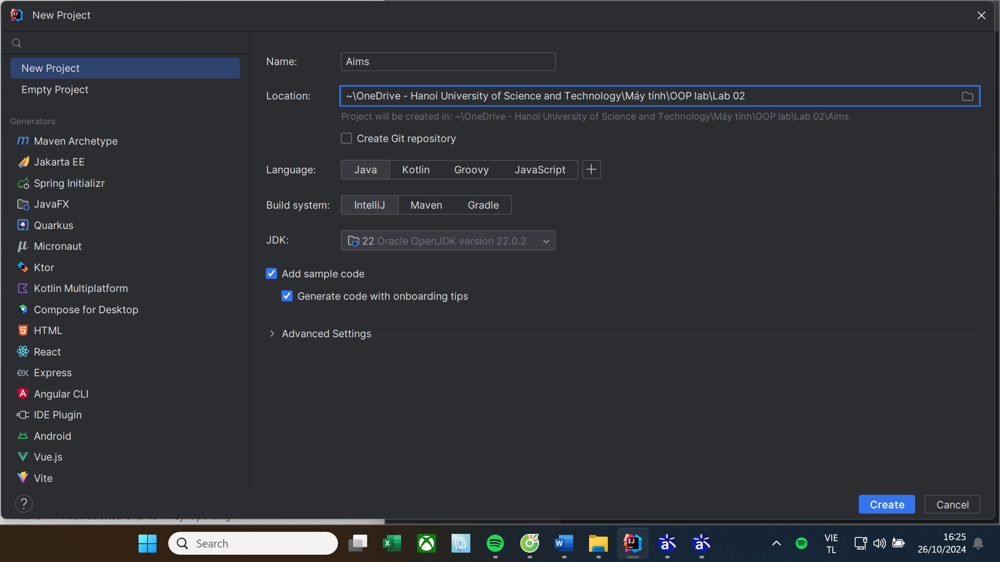 New Project
New Project
Empty Project
Generators
Maven Archetype
Jakarta EE
Spring Initializr
JavaFX
Quarkus
Micronaut
Ktor
Kotlin Multiplatform
Compose for Desktop
HTML
React
Express
Angular CLI
IDE Plugin
Android
Vue.js
Vite
Name: Aims
Location: ~\OneDrive - Hanoi University of Science and Technology\Máy tính\OOP lab\Lab 02
Project will be created in: ~\OneDrive - Hanoi University of Science and Technology\Máy tính\OOP lab\Lab 02\Aims
Create Git repository
Language: Java Kotlin Groovy JavaScript
Build system: IntelliJ Maven Gradle
JDK: 22 Oracle OpenJDK version 22.0.2
Add sample code
Generate code with onboarding tips
Advanced Settings
? Create Cancel
Search
VIE
TL
16:25
26/10/2024